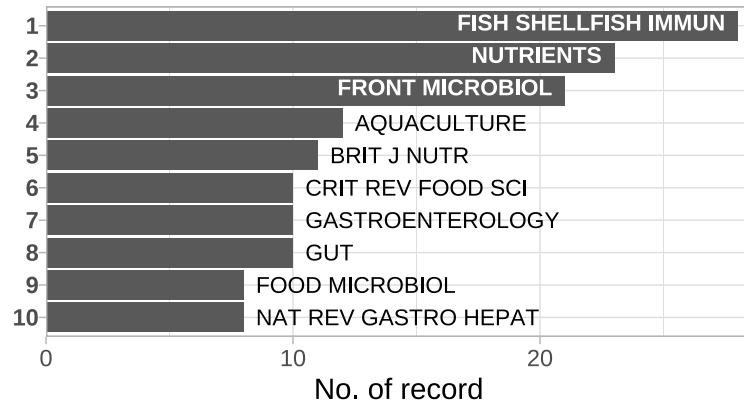 1 FISH SHELLFISH IMMUN
2 NUTRIENTS
3 FRONT MICROBIOL
4 AQUACULTURE
5 BRIT J NUTR
6 CRIT REV FOOD SCI
7 GASTROENTEROLOGY
8 GUT
9 FOOD MICROBIOL
10 NAT REV GASTRO HEPAT
0 10 20
No. of record